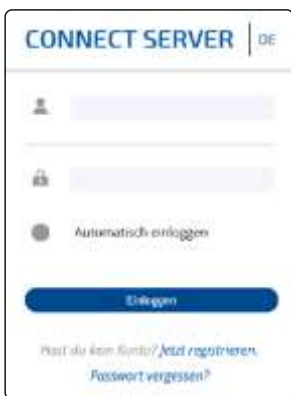 CONNECT SERVER | DE
Automatisch einloggen
Einloggen
Hast du kein Konto? Jetzt registrieren.
Passwort vergessen?